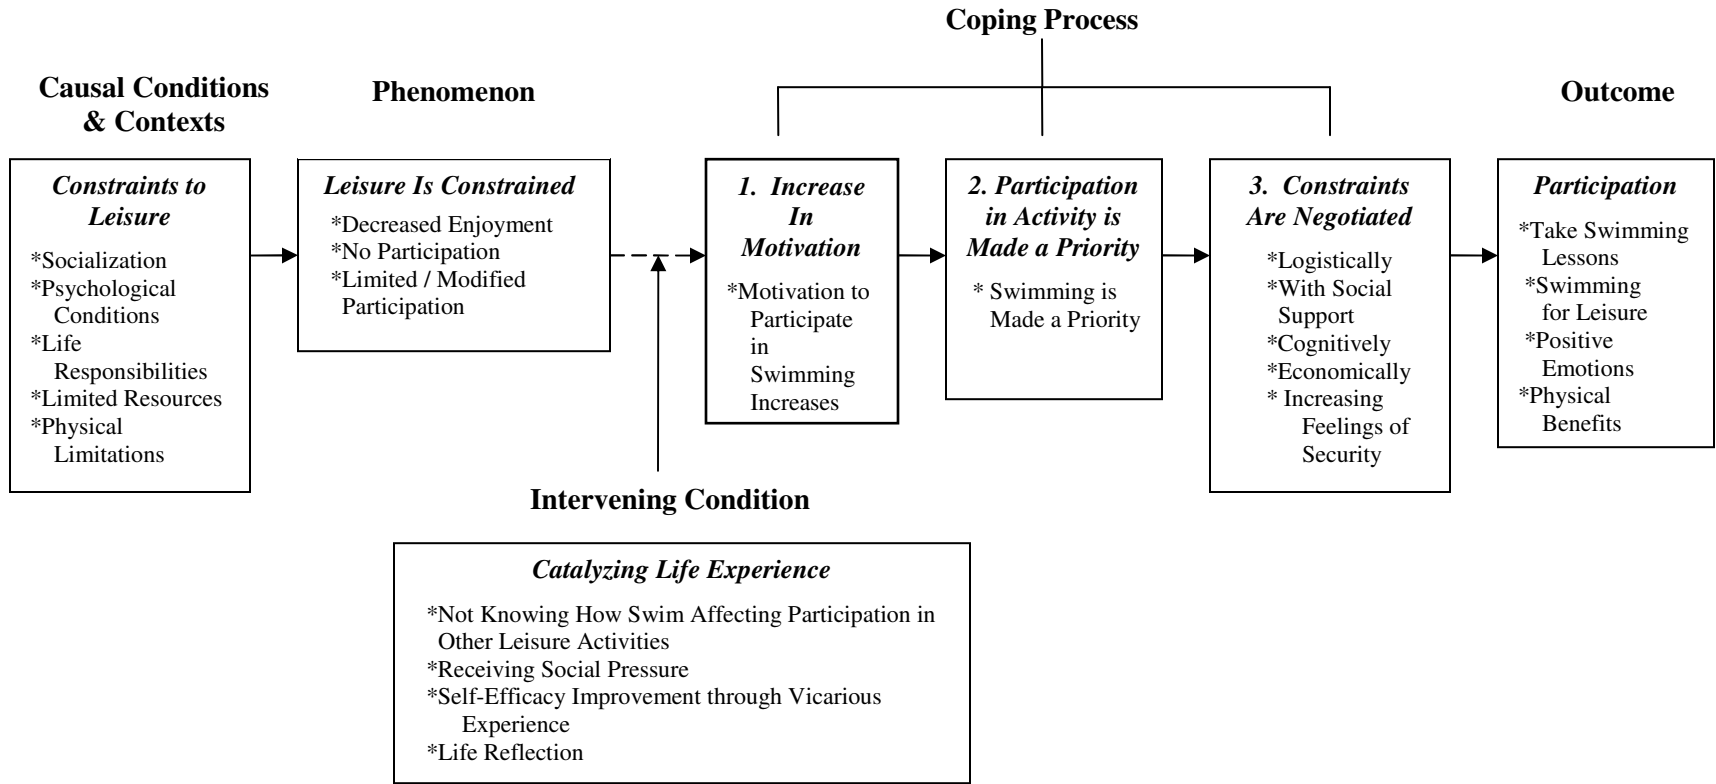 Coping Process
Causal Conditions
& Contexts
Phenomenon
Outcome
Constraints to
Leisure
*Socialization
*Psychological
Conditions
*Life
Responsibilities
*Limited Resources
*Physical
Limitations
Leisure Is Constrained
*Decreased Enjoyment
*No Participation
*Limited / Modified
Participation
1. Increase
In
Motivation
*Motivation to
Participate
in
Swimming
Increases
2. Participation
in Activity is
Made a Priority
* Swimming is
Made a Priority
3. Constraints
Are Negotiated
*Logistically
*With Social
Support
*Cognitively
*Economically
* Increasing
Feelings of
Security
Participation
*Take Swimming
Lessons
*Swimming
for Leisure
*Positive
Emotions
*Physical
Benefits
Intervening Condition
Catalyzing Life Experience
*Not Knowing How Swim Affecting Participation in
Other Leisure Activities
*Receiving Social Pressure
*Self-Efficacy Improvement through Vicarious
Experience
*Life Reflection